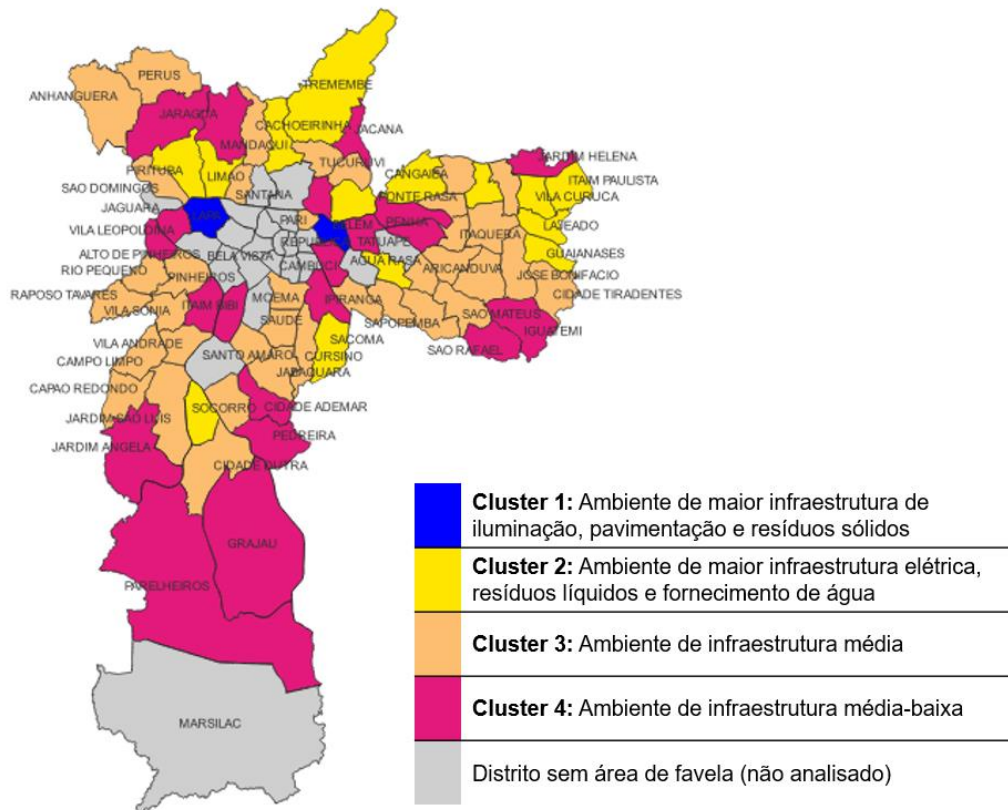 TREMEMBE
PERUS
ANHANGUERA
JARAGUA
CACHOEIRINHA
JACANA
MANDAQUI
TUCURUVI
JARDIM HELENA
PIRITUBA
LIMAO
CANGAIBA
ITAIM PAULISTA
SAO DOMINGOS
SANTANA
PONTE RASA
VILA CURUCA
JAGUARA
LAPA
PARI
BELEM
PENHA
LAJEADO
VILA LEOPOLDINA
REPUBLICA
TATUAPE
ITAQUERA
ALTO DE PINHEIROS
BELA VISTA
CAMBUCI
AGUA RASA
GUAIANASES
RIO PEQUENO
PINHEIROS
ARICANDUVA
JOSE BONIFACIO
RAPOSO TAVARES
ITAIM BIBI
MOEMA
IPIRANGA
CIDADE TIRADENTES
VILA SONIA
SAUDE
SAPOPEMBA
SAO MATEUS
IGUATEMI
VILA ANDRADE
SACOMA
SAO RAFAEL
CAMPO LIMPO
SANTO AMARO
CURSINO
JABAQUARA
CAPAO REDONDO
SOCORRO
CIDADE ADEMAR
JARDIM SAO LUIS
PEDREIRA
JARDIM ANGELA
CIDADE DUTRA
GRAJAU
PARELHEIROS
MARSILAC
Cluster 1: Ambiente de maior infraestrutura de
iluminação, pavimentação e resíduos sólidos
Cluster 2: Ambiente de maior infraestrutura elétrica,
resíduos líquidos e fornecimento de água
Cluster 3: Ambiente de infraestrutura média
Cluster 4: Ambiente de infraestrutura média-baixa
Distrito sem área de favela (não analisado)